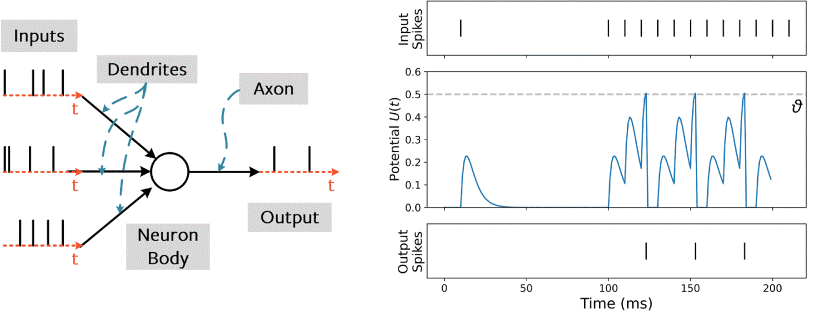 Inputs
Dendrites
Axon
t
t
t
t
Output
Neuron
Body
Input
Spikes
0.6
0.5
0.4
0.3
0.2
0.1
0.0
Potential U(t)
ϑ
Output
Spikes
0
50
100
150
200
Time (ms)